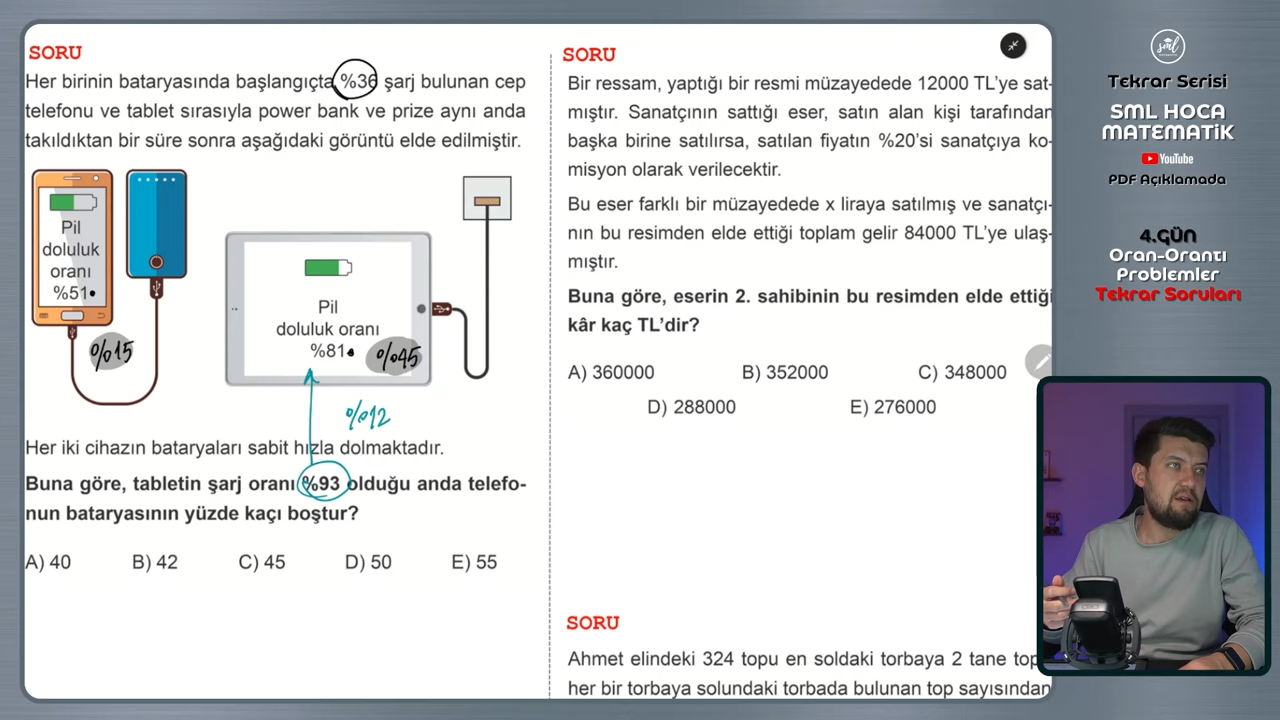 SORU
Her birinin bataryasında başlangıçta %36 şarj bulunan cep
telefonu ve tablet sırasıyla power bank ve prize aynı anda
takıldıktan bir süre sonra aşağıdaki görüntü elde edilmiştir.
Pil
doluluk
oranı
%51
%15
Pil
doluluk oranı
%81
%45
%12
Her iki cihazın bataryaları sabit hızla dolmaktadır.
Buna göre, tabletin şarj oranı %93 olduğu anda telefo-
nun bataryasının yüzde kaçı boştur?
A) 40 B) 42 C) 45 D) 50 E) 55
SORU
Bir ressam, yaptığı bir resmi müzayedede 12000 TL'ye sat-
mıştır. Sanatçının sattığı eser, satın alan kişi tarafından
başka birine satılırsa, satılan fiyatın %20'si sanatçıya ko-
misyon olarak verilecektir.
Bu eser farklı bir müzayedede x liraya satılmış ve sanatçı-
nın bu resimden elde ettiği toplam gelir 84000 TL'ye ulaş-
mıştır.
Buna göre, eserin 2. sahibinin bu resimden elde ettiği
kâr kaç TL'dir?
A) 360000 B) 352000 C) 348000
D) 288000 E) 276000
SORU
Ahmet elindeki 324 topu en soldaki torbaya 2 tane
her bir torbaya solundaki torbada bulunan top sayısından
sml
Tekrar Serisi
SML HOCA
MATEMATİK
YouTube
PDF Açıklamada
4.GÜN
Oran-Orantı
Problemler
Tekrar Soruları